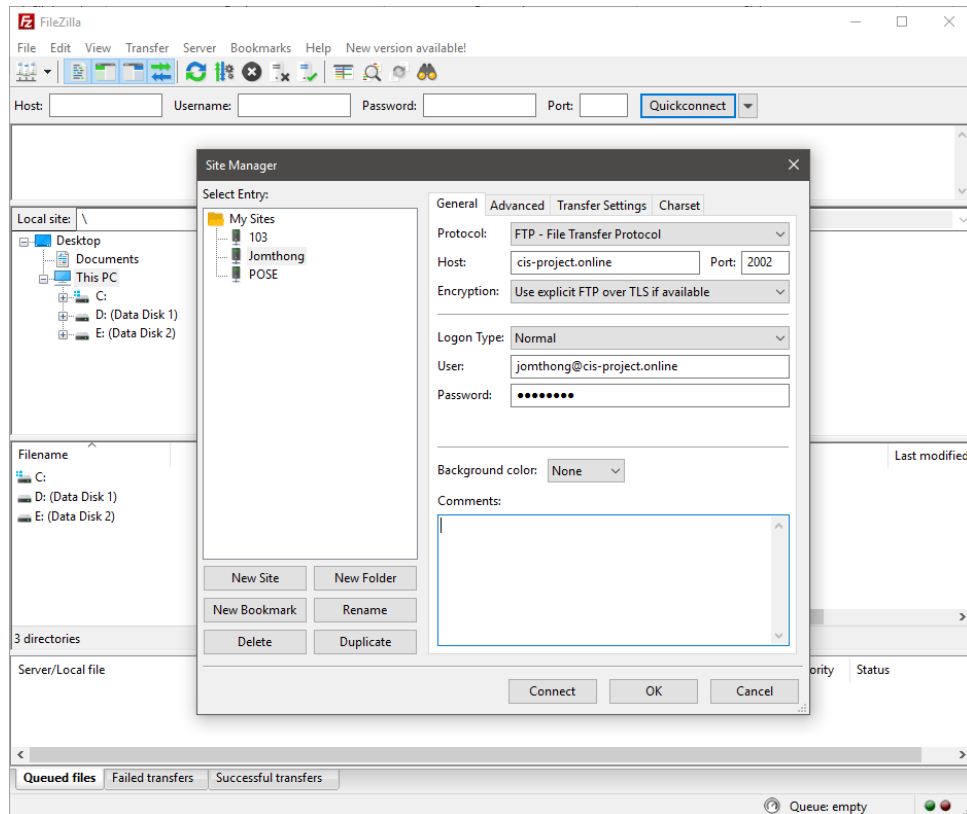 FileZilla
File Edit View Transfer Server Bookmarks Help New version available!
Host: Username: Password: Port: Quickconnect
Site Manager
Select Entry:
My Sites
103
Jomthong
POSE
New Site New Folder
New Bookmark Rename
Delete Duplicate
General Advanced Transfer Settings Charset
Protocol: FTP - File Transfer Protocol
Host: cis-project.online Port: 2002
Encryption: Use explicit FTP over TLS if available
Logon Type: Normal
User: jomthong@cis-project.online
Password: ●●●●●●●●
Background color: None
Comments:
Connect OK Cancel
Local site: \
Desktop
Documents
This PC
C:
D: (Data Disk 1)
E: (Data Disk 2)
Filename Last modified
C:
D: (Data Disk 1)
E: (Data Disk 2)
3 directories
Server/Local file ority Status
Queued files Failed transfers Successful transfers
Queue: empty